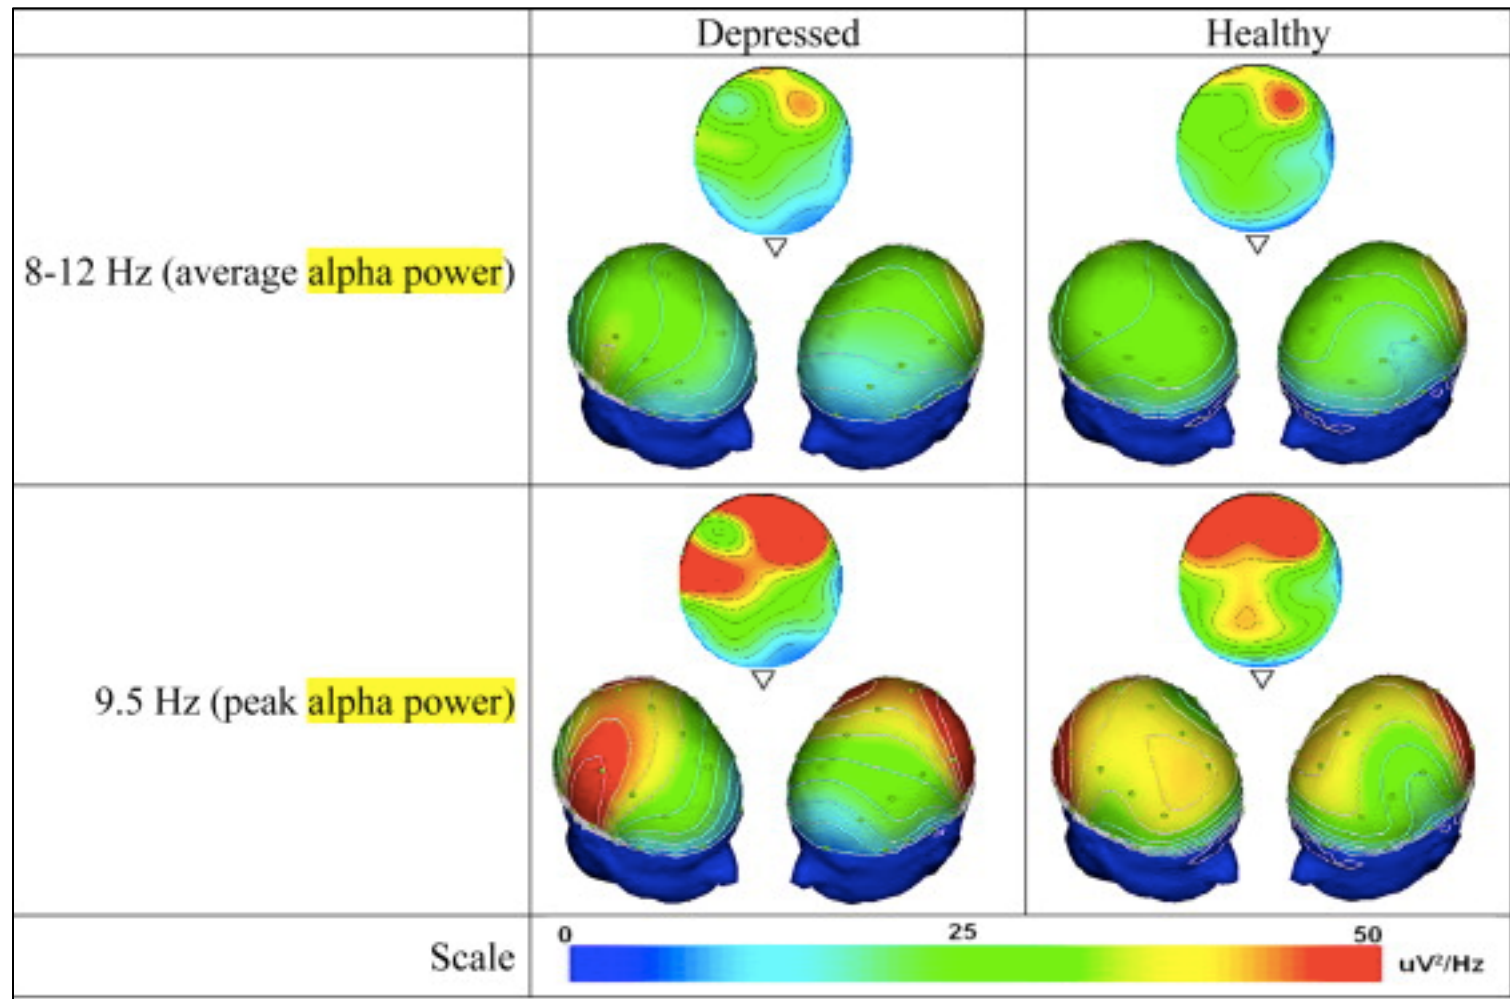 Depressed
Healthy
8-12 Hz (average alpha power)
9.5 Hz (peak alpha power)
Scale
0
25
50
uV²/Hz